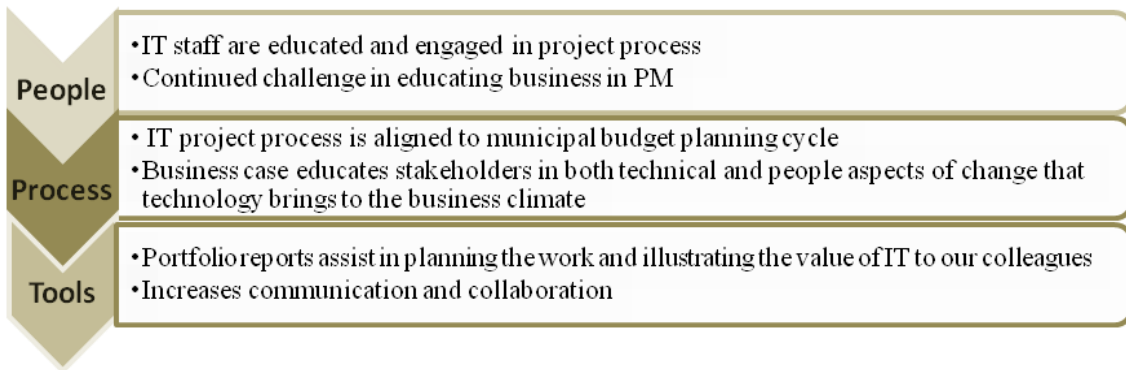 People
•IT staff are educated and engaged in project process
•Continued challenge in educating business in PM
Process
• IT project process is aligned to municipal budget planning cycle
•Business case educates stakeholders in both technical and people aspects of change that
technology brings to the business climate
Tools
•Portfolio reports assist in planning the work and illustrating the value of IT to our colleagues
•Increases communication and collaboration